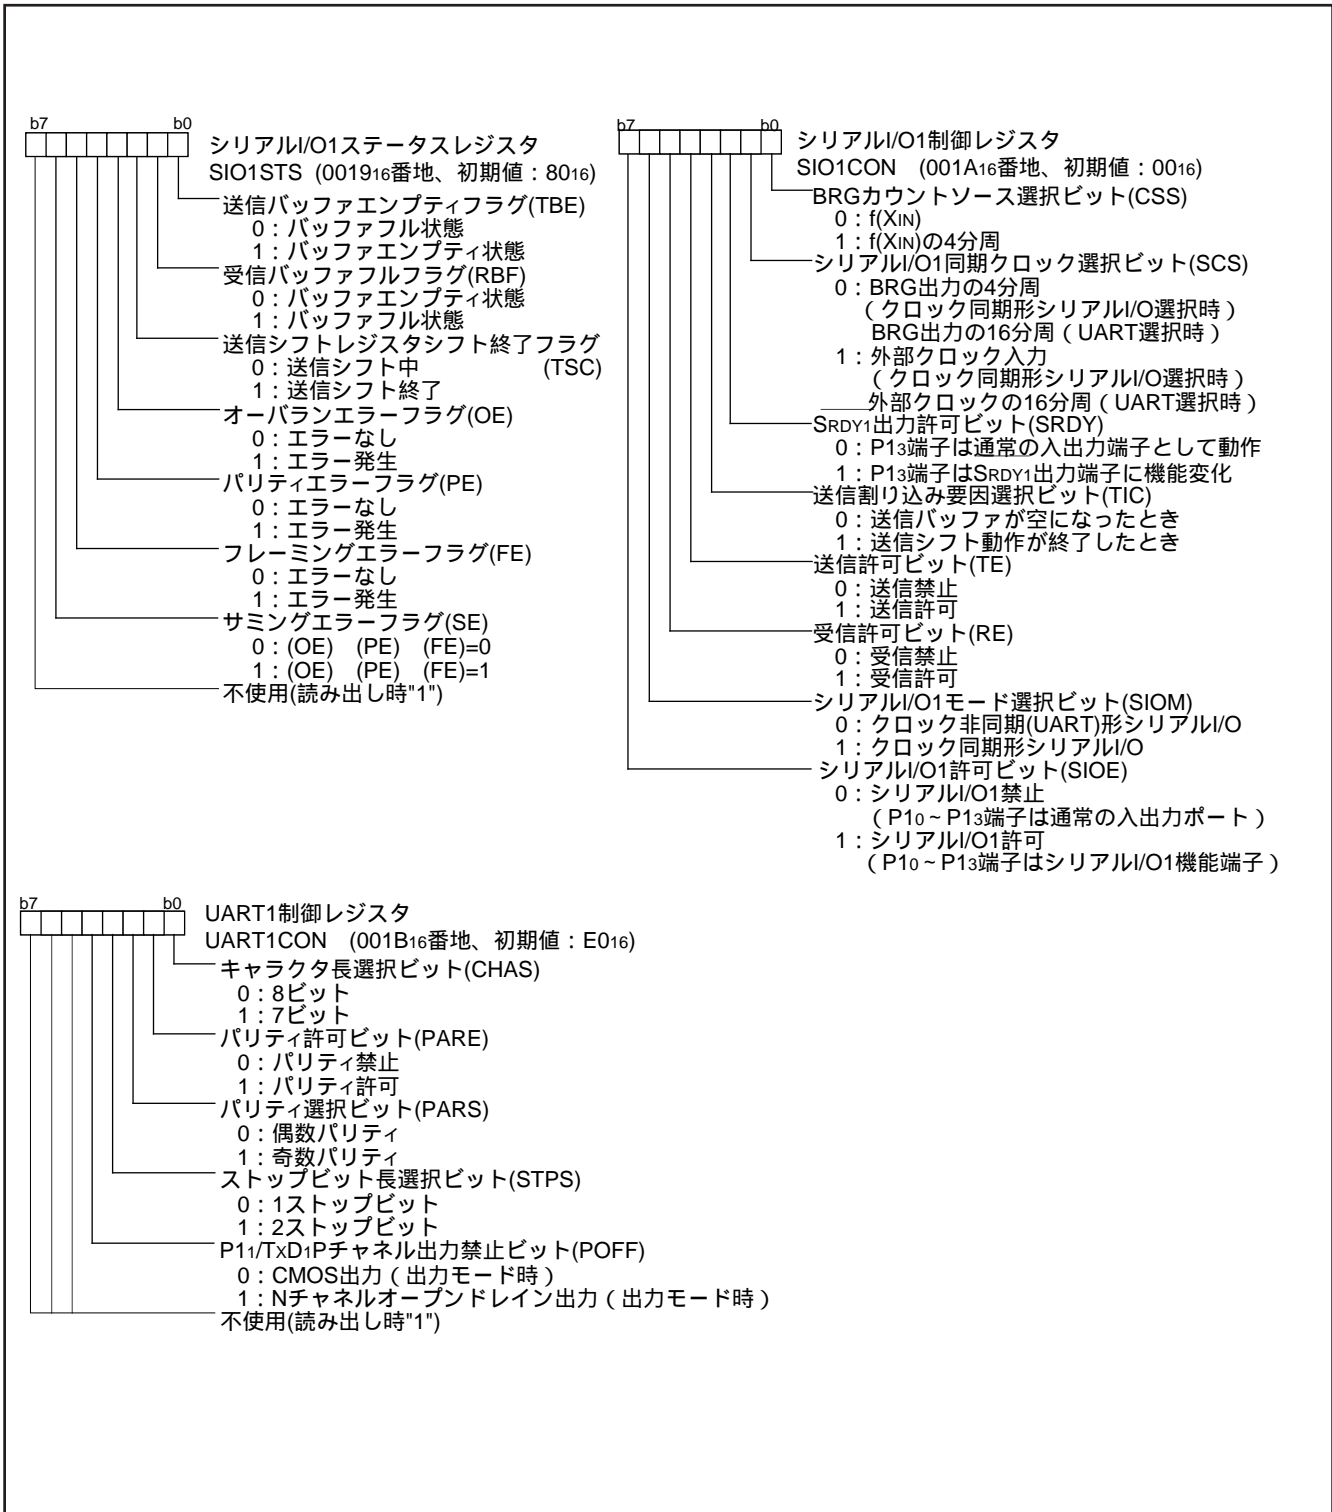 b7 b0
シリアルI/O1ステータスレジスタ
SIO1STS (001916番地、初期値：8016)
送信バッファエンプティフラグ(TBE)
0：バッファフル状態
1：バッファエンプティ状態
受信バッファフルフラグ(RBF)
0：バッファエンプティ状態
1：バッファフル状態
送信シフトレジスタシフト終了フラグ
0：送信シフト中 (TSC)
1：送信シフト終了
オーバランエラーフラグ(OE)
0：エラーなし
1：エラー発生
パリティエラーフラグ(PE)
0：エラーなし
1：エラー発生
フレーミングエラーフラグ(FE)
0：エラーなし
1：エラー発生
サミングエラーフラグ(SE)
0：(OE) (PE) (FE)=0
1：(OE) (PE) (FE)=1
不使用(読み出し時"1")
b7 b0
シリアルI/O1制御レジスタ
SIO1CON (001A16番地、初期値：0016)
BRGカウントソース選択ビット(CSS)
0：f(XIN)
1：f(XIN)の4分周
シリアルI/O1同期クロック選択ビット(SCS)
0：BRG出力の4分周
（クロック同期形シリアルI/O選択時）
BRG出力の16分周（UART選択時）
1：外部クロック入力
（クロック同期形シリアルI/O選択時）
外部クロックの16分周（UART選択時）
SRDY1出力許可ビット(SRDY)
0：P13端子は通常の入出力端子として動作
1：P13端子はSRDY1出力端子に機能変化
送信割り込み要因選択ビット(TIC)
0：送信バッファが空になったとき
1：送信シフト動作が終了したとき
送信許可ビット(TE)
0：送信禁止
1：送信許可
受信許可ビット(RE)
0：受信禁止
1：受信許可
シリアルI/O1モード選択ビット(SIOM)
0：クロック非同期(UART)形シリアルI/O
1：クロック同期形シリアルI/O
シリアルI/O1許可ビット(SIOE)
0：シリアルI/O1禁止
（P10～P13端子は通常の入出力ポート）
1：シリアルI/O1許可
（P10～P13端子はシリアルI/O1機能端子）
b7 b0
UART1制御レジスタ
UART1CON (001B16番地、初期値：E016)
キャラクタ長選択ビット(CHAS)
0：8ビット
1：7ビット
パリティ許可ビット(PARE)
0：パリティ禁止
1：パリティ許可
パリティ選択ビット(PARS)
0：偶数パリティ
1：奇数パリティ
ストップビット長選択ビット(STPS)
0：1ストップビット
1：2ストップビット
P11/TXD1Pチャネル出力禁止ビット(POFF)
0：CMOS出力（出力モード時）
1：Nチャネルオープンドレイン出力（出力モード時）
不使用(読み出し時"1")